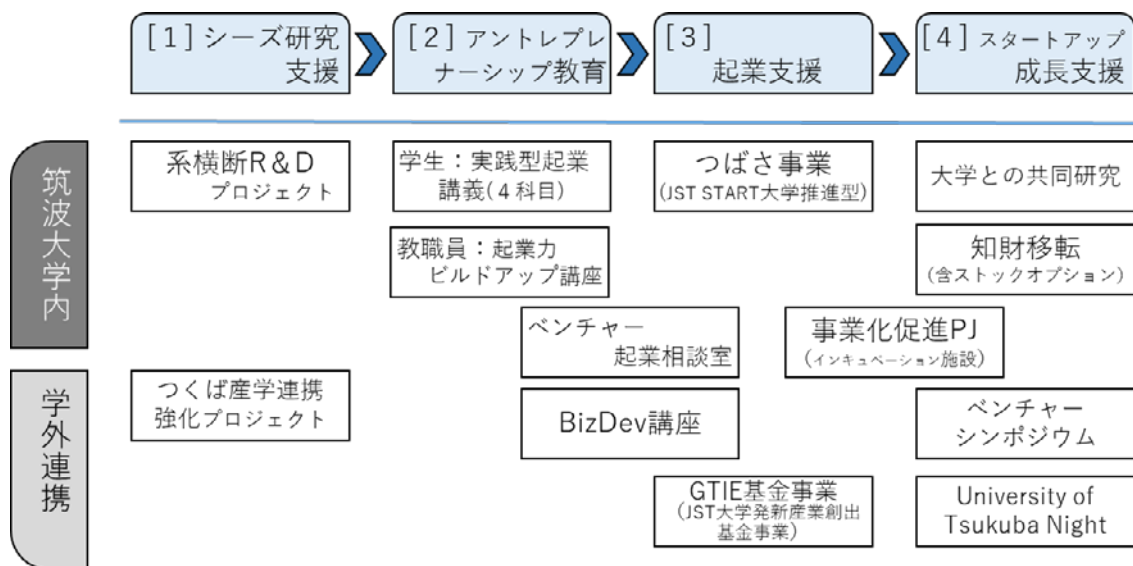 [1] シーズ研究
支援
[2] アントレプレ
ナーシップ教育
[3]
起業支援
[4] スタートアップ
成長支援
筑波大学内
系横断R&D
プロジェクト
学生：実践型起業
講義(４科目)
つばさ事業
(JST START大学推進型)
大学との共同研究
教職員：起業力
ビルドアップ講座
知財移転
(含ストックオプション)
ベンチャー
起業相談室
事業化促進PJ
(インキュベーション施設)
学外連携
つくば産学連携
強化プロジェクト
BizDev講座
ベンチャー
シンポジウム
GTIE基金事業
(JST大学発新産業創出
基金事業)
University of
Tsukuba Night